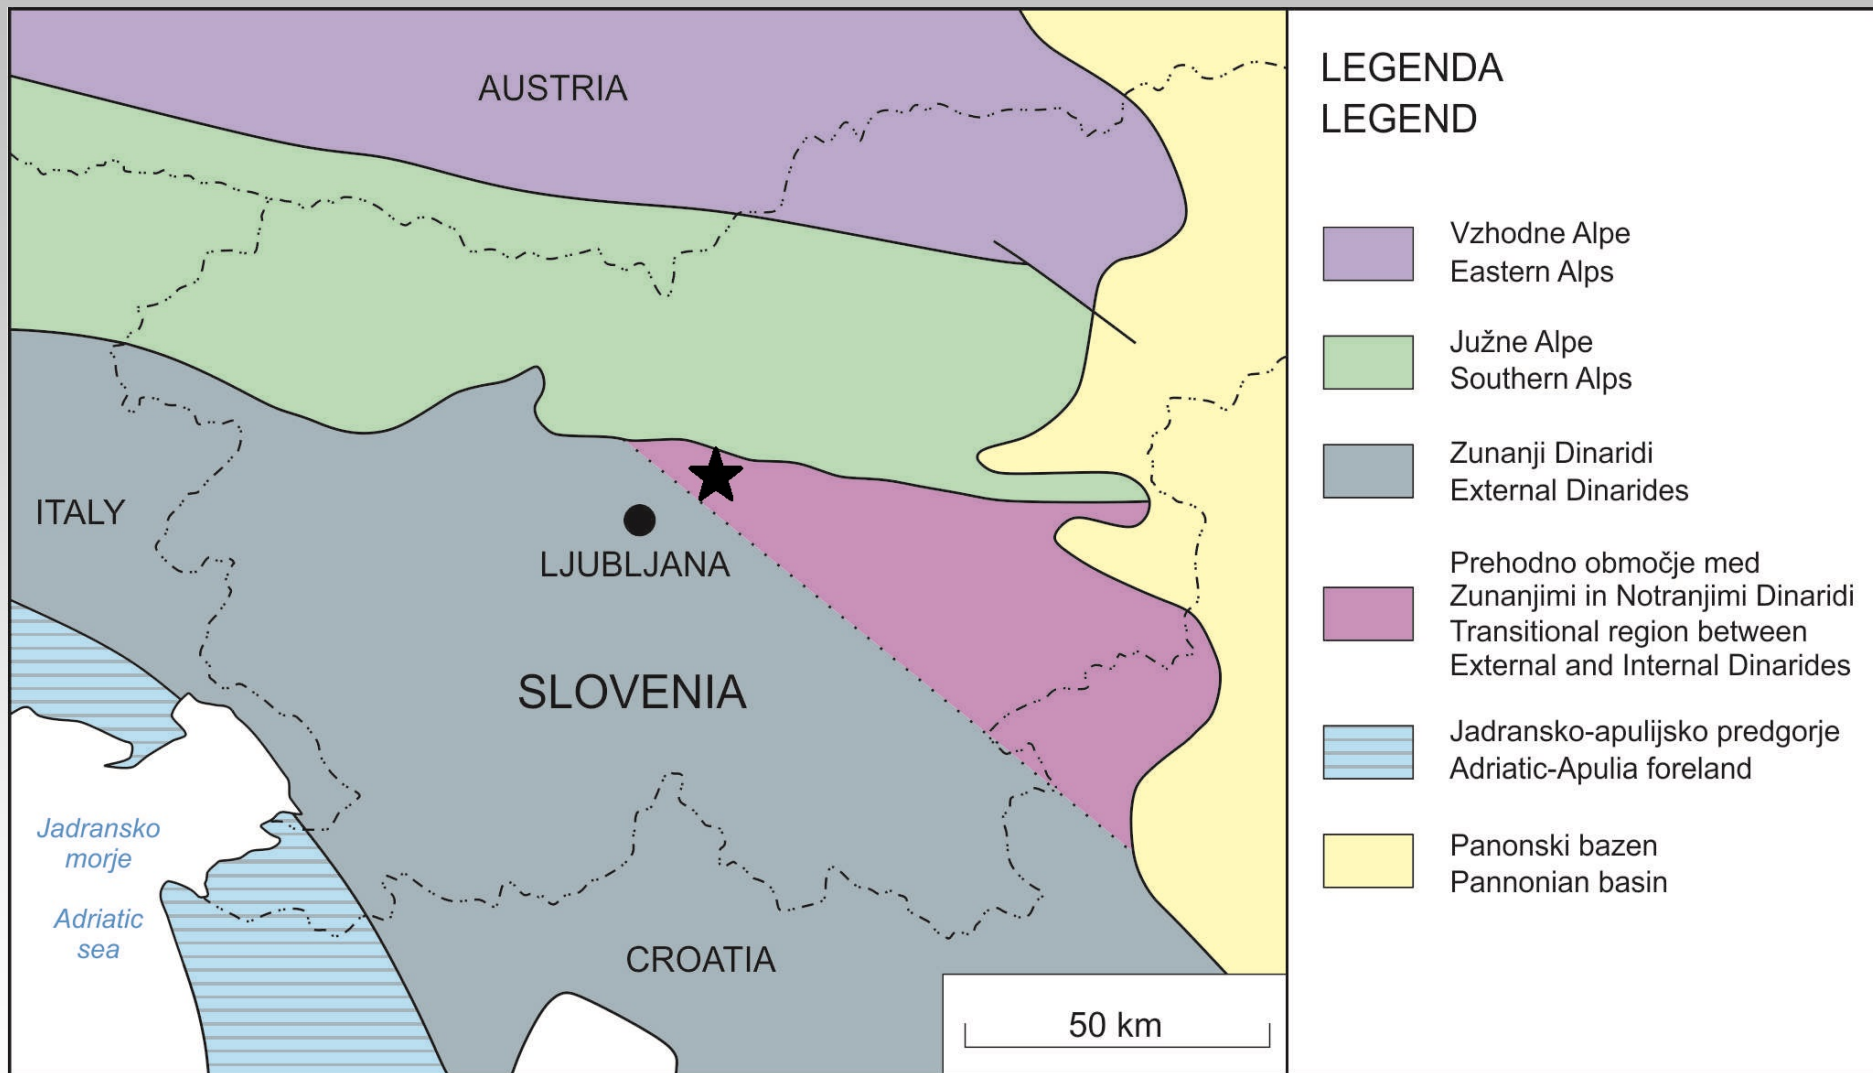 AUSTRIA
ITALY
LJUBLJANA
SLOVENIA
Jadransko
morje
Adriatic
sea
CROATIA
50 km
LEGENDA
LEGEND
Vzhodne Alpe
Eastern Alps
Južne Alpe
Southern Alps
Zunanji Dinaridi
External Dinarides
Prehodno območje med
Zunanjimi in Notranjimi Dinaridi
Transitional region between
External and Internal Dinarides
Jadransko-apulijsko predgorje
Adriatic-Apulia foreland
Panonski bazen
Pannonian basin